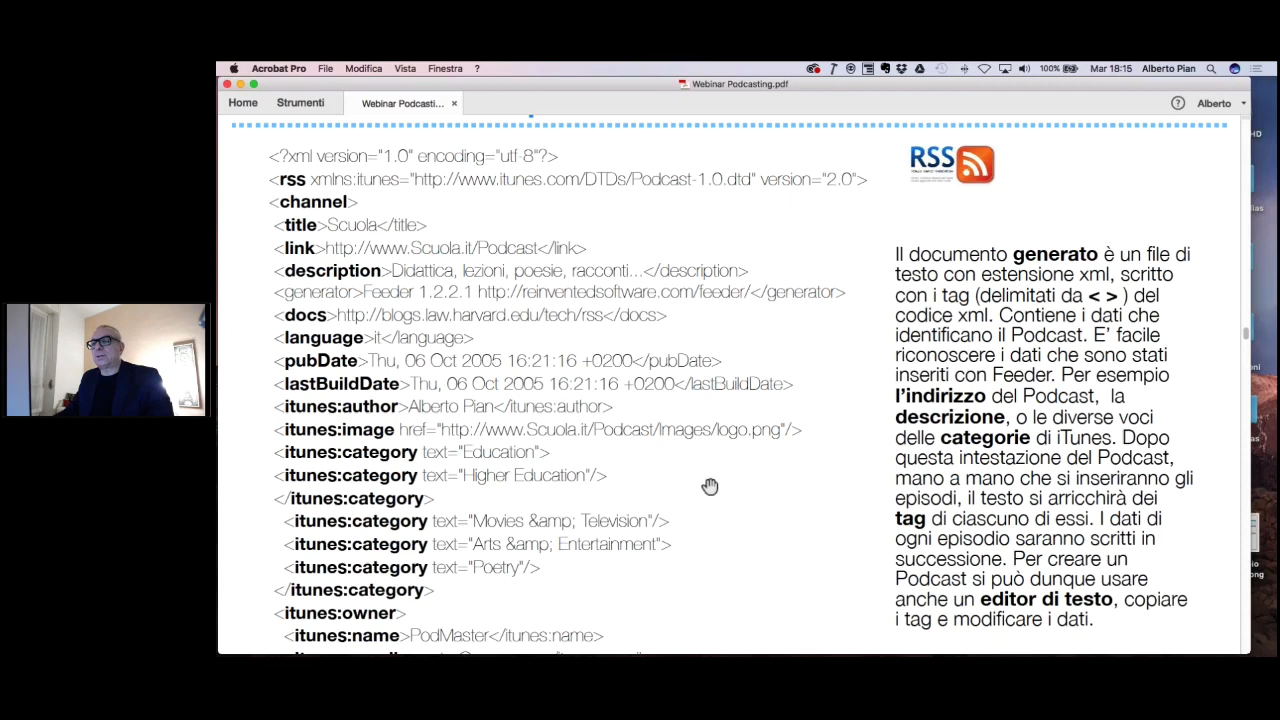 Acrobat Pro File Modifica Vista Finestra ? 100% Mar 18:15 Alberto Pian
Webinar Podcasting.pdf
Home Strumenti Webinar Podcasti... × Alberto
<?xml version="1.0" encoding="utf-8"?>
<rss xmlns:itunes="http://www.itunes.com/DTDs/Podcast-1.0.dtd" version="2.0">
<channel>
<title>Scuola</title>
<link>http://www.Scuola.it/Podcast</link>
<description>Didattica, lezioni, poesie, racconti...</description>
<generator>Feeder 1.2.2.1 http://reinventedsoftware.com/feeder/</generator>
<docs>http://blogs.law.harvard.edu/tech/rss</docs>
<language>it</language>
<pubDate>Thu, 06 Oct 2005 16:21:16 +0200</pubDate>
<lastBuildDate>Thu, 06 Oct 2005 16:21:16 +0200</lastBuildDate>
<itunes:author>Alberto Pian</itunes:author>
<itunes:image href="http://www.Scuola.it/Podcast/Images/logo.png"/>
<itunes:category text="Education">
<itunes:category text="Higher Education"/>
</itunes:category>
<itunes:category text="Movies &amp; Television"/>
<itunes:category text="Arts &amp; Entertainment">
<itunes:category text="Poetry"/>
</itunes:category>
<itunes:owner>
<itunes:name>PodMaster</itunes:name>
RSS
Il documento generato è un file di
testo con estensione xml, scritto
con i tag (delimitati da < > ) del
codice xml. Contiene i dati che
identificano il Podcast. E' facile
riconoscere i dati che sono stati
inseriti con Feeder. Per esempio
l'indirizzo del Podcast, la
descrizione, o le diverse voci
delle categorie di iTunes. Dopo
questa intestazione del Podcast,
mano a mano che si inseriranno gli
episodi, il testo si arricchirà dei
tag di ciascuno di essi. I dati di
ogni episodio saranno scritti in
successione. Per creare un
Podcast si può dunque usare
anche un editor di testo, copiare
i tag e modificare i dati.
HD